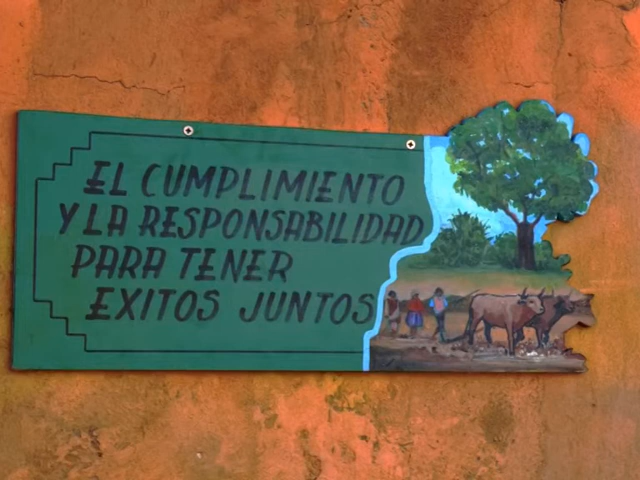 EL CUMPLIMIENTO
Y LA RESPONSABILIDAD
PARA TENER
EXITOS JUNTOS